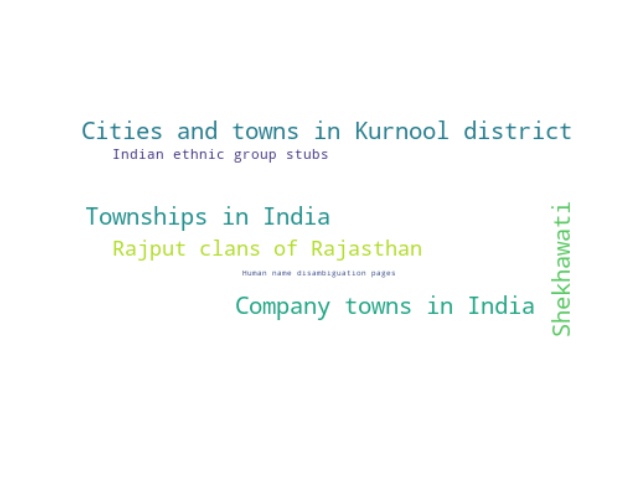 Cities and towns in Kurnool district
Indian ethnic group stubs
Townships in India
Rajput clans of Rajasthan
Human name disambiguation pages
Company towns in India
Shekhawati